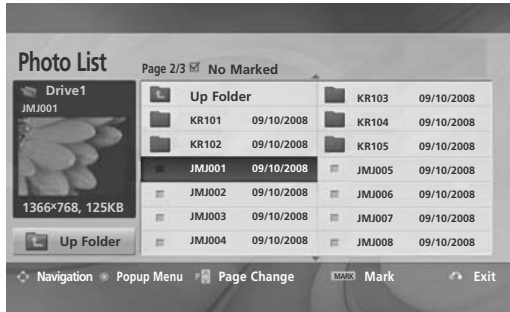 Photo List
Page 2/3 No Marked
Drive1
JMJ001
1366×768, 125KB
Up Folder
Up Folder
KR101 09/10/2008
KR102 09/10/2008
JMJ001 09/10/2008
JMJ002 09/10/2008
JMJ003 09/10/2008
JMJ004 09/10/2008
KR103 09/10/2008
KR104 09/10/2008
KR105 09/10/2008
JMJ005 09/10/2008
JMJ006 09/10/2008
JMJ007 09/10/2008
JMJ008 09/10/2008
Navigation Popup Menu P Page Change MARK Mark Exit